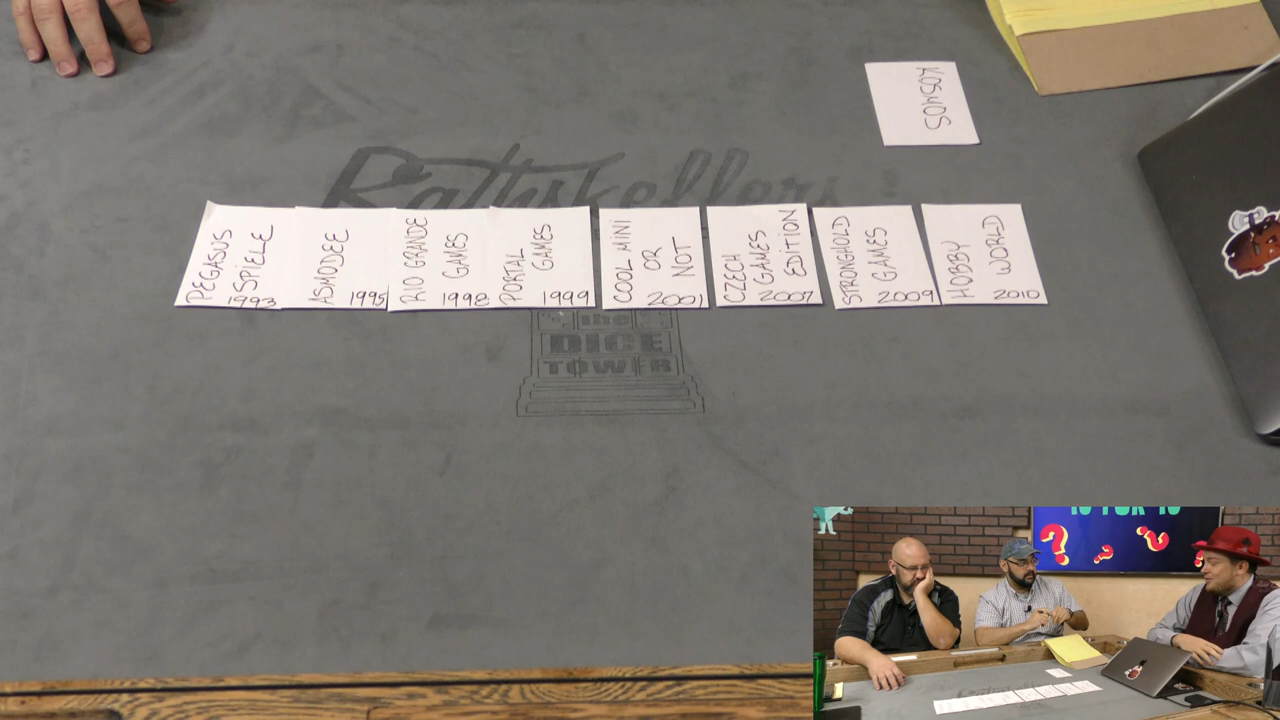 KOSMOS
Rathskellers
PEGASUS
SPIELE
1993
ASMODEE
1995
RIO GRANDE
GAMES
1998
PORTAL
GAMES
1999
COOL MINI
OR
NOT
2001
CZECH
GAMES
EDITION
2007
STRONGHOLD
GAMES
2009
HOBBY
WORLD
2010
the
DICE
TOWER